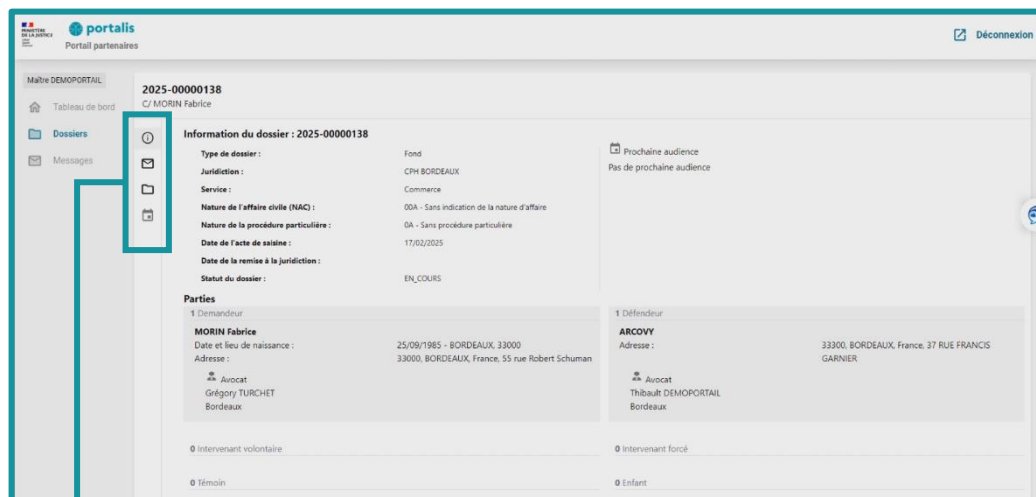 MINISTÈRE
DE LA JUSTICE
portalis
Portail partenaires
Déconnexion
Maître DEMOPORTAIL
Tableau de bord
Dossiers
Messages
2025-00000138
C/ MORIN Fabrice
Information du dossier : 2025-00000138
Type de dossier : Fond
Juridiction : CPH BORDEAUX
Service : Commerce
Nature de l'affaire civile (NAC) : 00A - Sans indication de la nature d'affaire
Nature de la procédure particulière : 0A - Sans procédure particulière
Date de l'acte de saisine : 17/02/2025
Date de la remise à la juridiction :
Statut du dossier : EN_COURS
Prochaine audience
Pas de prochaine audience
Parties
1 Demandeur
MORIN Fabrice
Date et lieu de naissance : 25/09/1985 - BORDEAUX, 33000
Adresse : 33000, BORDEAUX, France, 55 rue Robert Schuman
Avocat
Grégory TURCHET
Bordeaux
1 Défendeur
ARCOVY
Adresse : 33300, BORDEAUX, France, 37 RUE FRANCIS
GARNIER
Avocat
Thibault DEMOPORTAIL
Bordeaux
0 Intervenant volontaire
0 Intervenant forcé
0 Témoin
0 Enfant